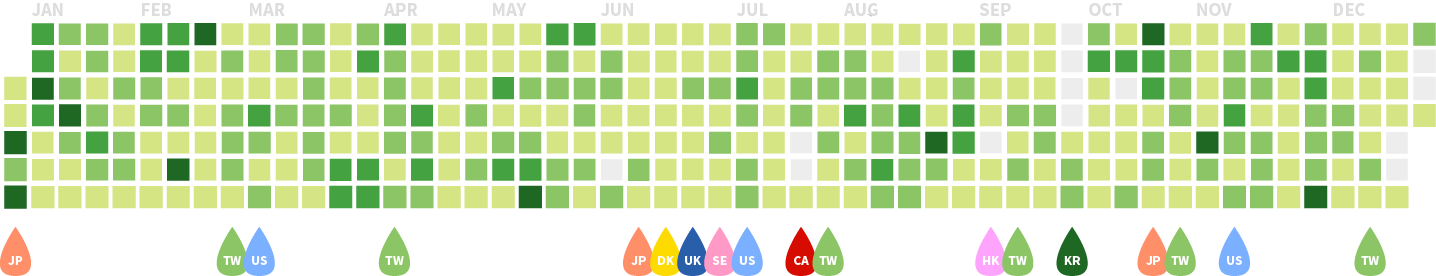 JAN FEB MAR APR MAY JUN JUL AUG SEP OCT NOV DEC
JP TW US TW JP DK UK SE US CA TW HK TW KR JP TW US TW